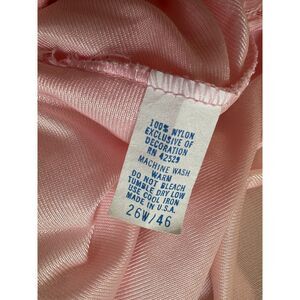 100% NYLON
EXCLUSIVE OF
DECORATION
RN 42529
MACHINE WASH
WARM
DO NOT BLEACH
TUMBLE DRY LOW
USE COOL IRON
MADE IN U.S.A.
26W/46